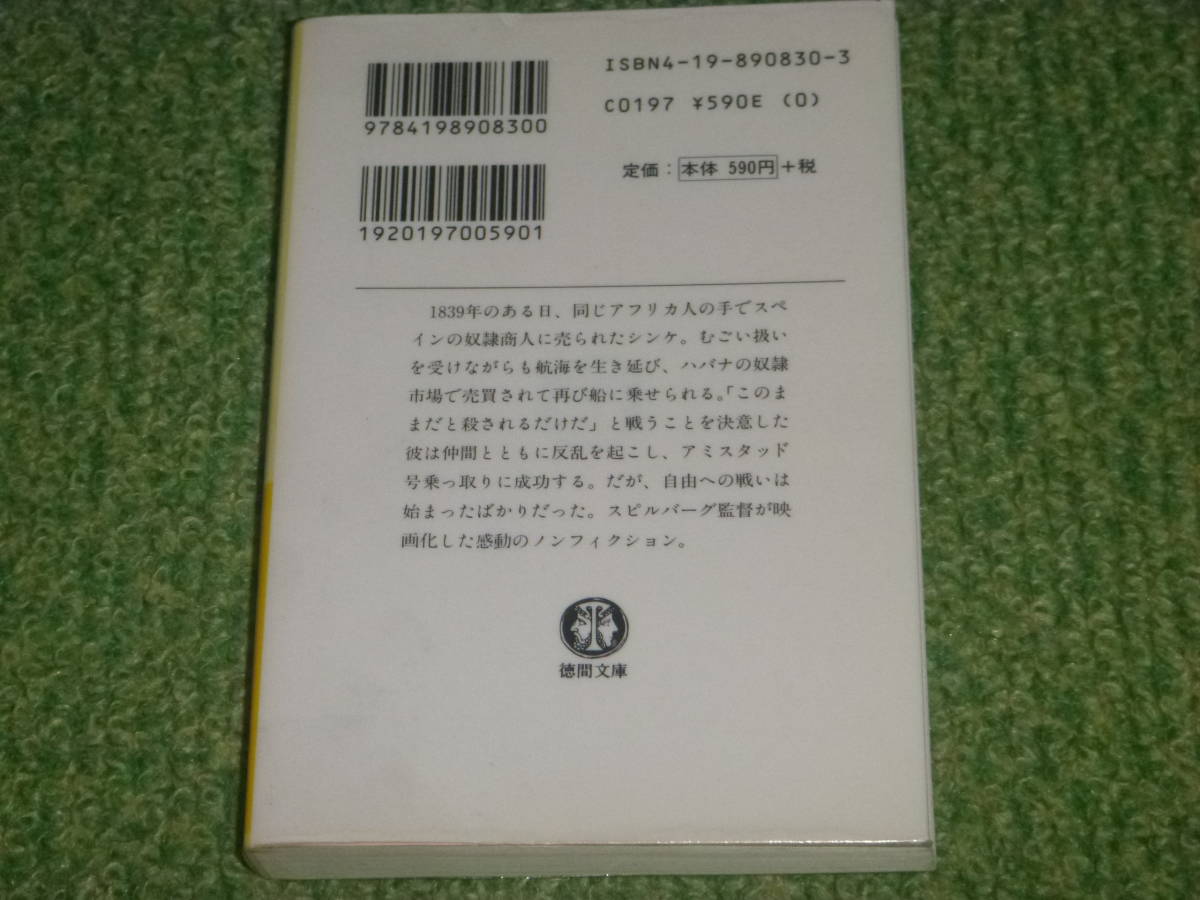 ISBN4-19-890830-3
9784198908300
C0197 ¥590E (0)
定価：本体 590円＋税
1920197005901
1839年のある日、同じアフリカ人の手でスペ
インの奴隷商人に売られたシンケ。むごい扱い
を受けながらも航海を生き延び、ハバナの奴隷
市場で売買されて再び船に乗せられる。「このま
まだと殺されるだけだ」と戦うことを決意した
彼は仲間とともに反乱を起こし、アミスタッド
号乗っ取りに成功する。だが、自由への戦いは
始まったばかりだった。スピルバーグ監督が映
画化した感動のノンフィクション。
徳間文庫